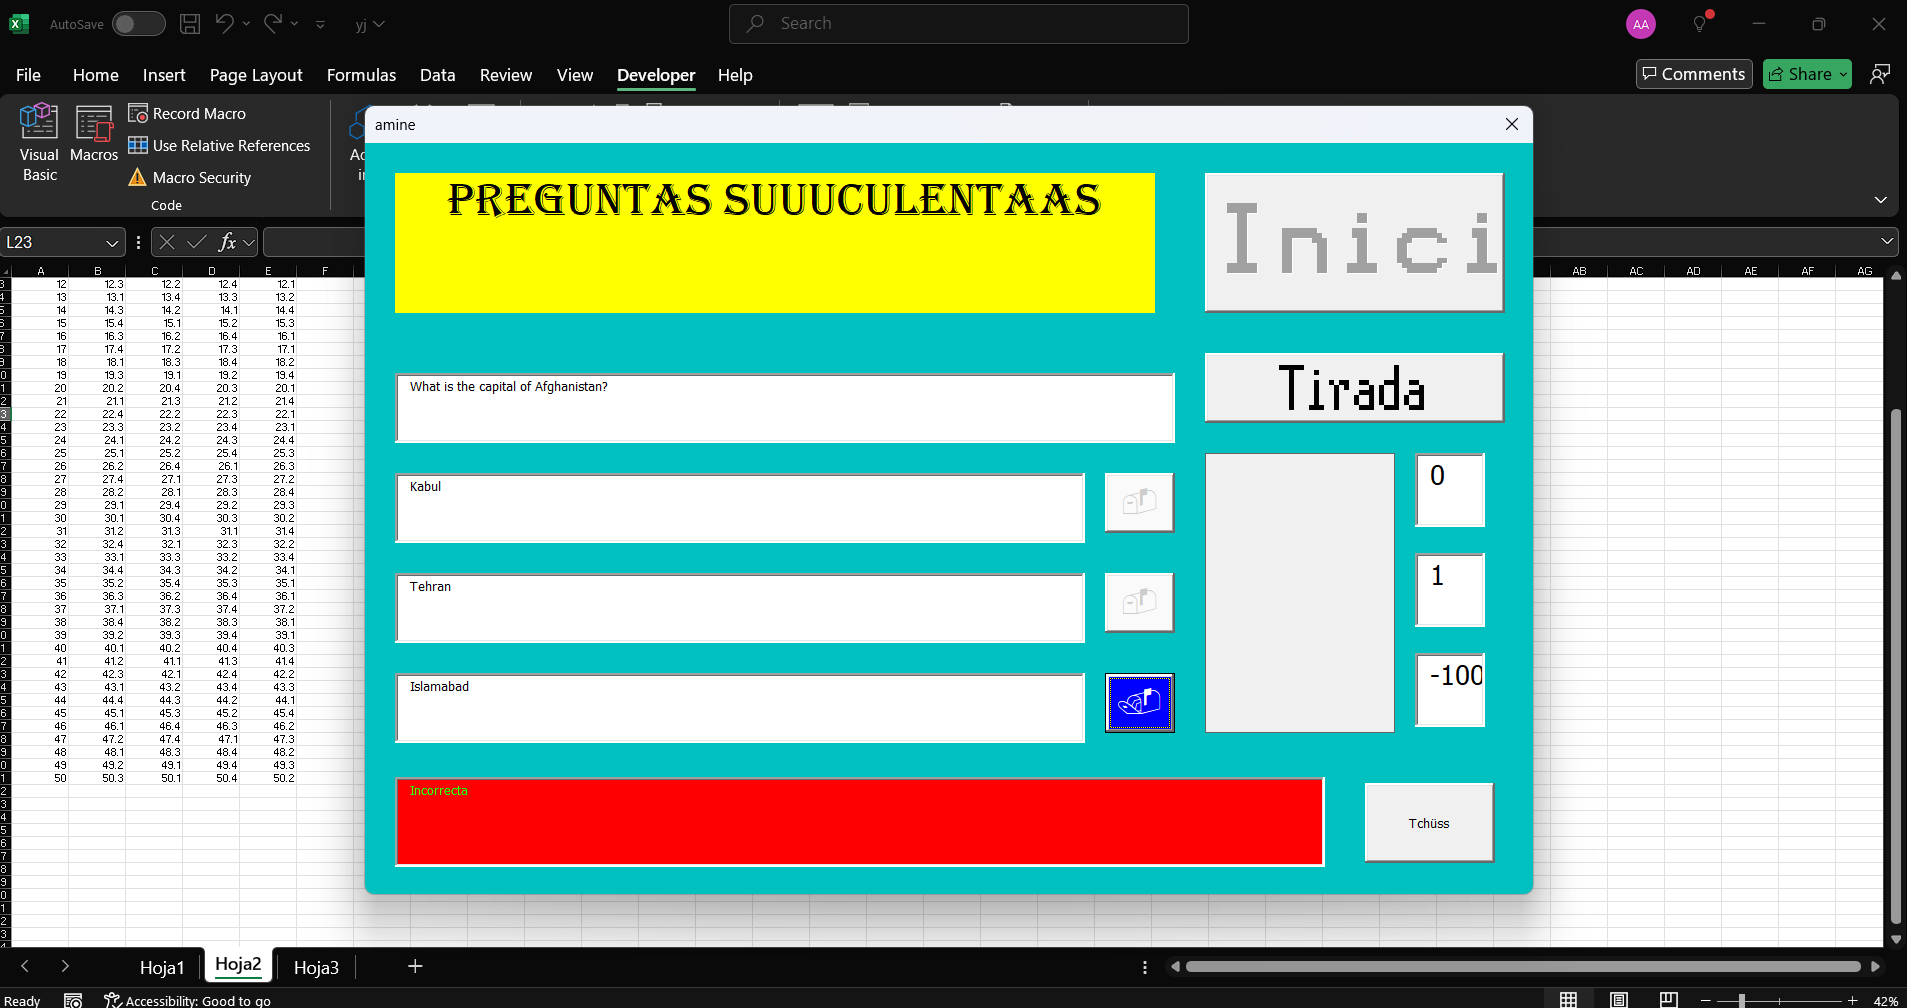 AutoSave
yj
Search
AA
File Home Insert Page Layout Formulas Data Review View Developer Help
Comments
Share
Visual Basic
Macros
Record Macro
Use Relative References
Macro Security
Code
amine
PREGUNTAS SUUUCULENTAAS
Inici
What is the capital of Afghanistan?
Tirada
Kabul
0
Tehran
1
Islamabad
-100
Incorrecta
Tchüss
L23
fx
A B C D E F AB AC AD AE AF AG
12 12.3 12.2 12.4 12.1
13 13.1 13.4 13.3 13.2
14 14.3 14.2 14.1 14.4
15 15.4 15.1 15.2 15.3
16 16.3 16.2 16.4 16.1
17 17.4 17.2 17.3 17.1
18 18.1 18.3 18.4 18.2
19 19.3 19.1 19.2 19.4
20 20.2 20.4 20.3 20.1
21 21.1 21.3 21.2 21.4
22 22.4 22.2 22.3 22.1
23 23.3 23.2 23.4 23.1
24 24.1 24.2 24.3 24.4
25 25.1 25.2 25.4 25.3
26 26.2 26.4 26.1 26.3
27 27.4 27.1 27.3 27.2
28 28.2 28.1 28.3 28.4
29 29.1 29.4 29.2 29.3
30 30.1 30.4 30.3 30.2
31 31.2 31.3 31.1 31.4
32 32.4 32.1 32.3 32.2
33 33.1 33.3 33.2 33.4
34 34.4 34.3 34.2 34.1
35 35.2 35.4 35.3 35.1
36 36.3 36.2 36.4 36.1
37 37.1 37.3 37.4 37.2
38 38.4 38.2 38.3 38.1
39 39.2 39.3 39.4 39.1
40 40.1 40.2 40.4 40.3
41 41.2 41.1 41.3 41.4
42 42.3 42.1 42.4 42.2
43 43.1 43.2 43.4 43.3
44 44.4 44.3 44.2 44.1
45 45.1 45.3 45.2 45.4
46 46.1 46.4 46.3 46.2
47 47.2 47.4 47.1 47.3
48 48.1 48.3 48.4 48.2
49 49.2 49.1 49.4 49.3
50 50.3 50.1 50.4 50.2
Hoja1 Hoja2 Hoja3
Ready
Accessibility: Good to go
42%